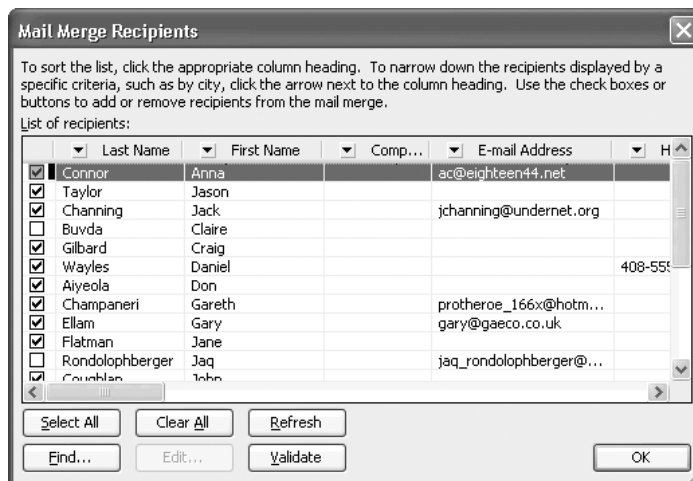 Mail Merge Recipients
To sort the list, click the appropriate column heading. To narrow down the recipients displayed by a
specific criteria, such as by city, click the arrow next to the column heading. Use the check boxes or
buttons to add or remove recipients from the mail merge.
List of recipients:
Last Name First Name Comp... E-mail Address H
Connor Anna ac@eighteen44.net
Taylor Jason
Channing Jack jchanning@undernet.org
Buvda Claire
Gilbard Craig
Wayles Daniel 408-555
Aiyeola Don
Champaneri Gareth protheroe_166x@hotm...
Ellam Gary gary@gaeco.co.uk
Flatman Jane
Rondolophberger Jaq jaq_rondolophberger@...
Coughlan John
Select All Clear All Refresh
Find... Edit... Validate OK